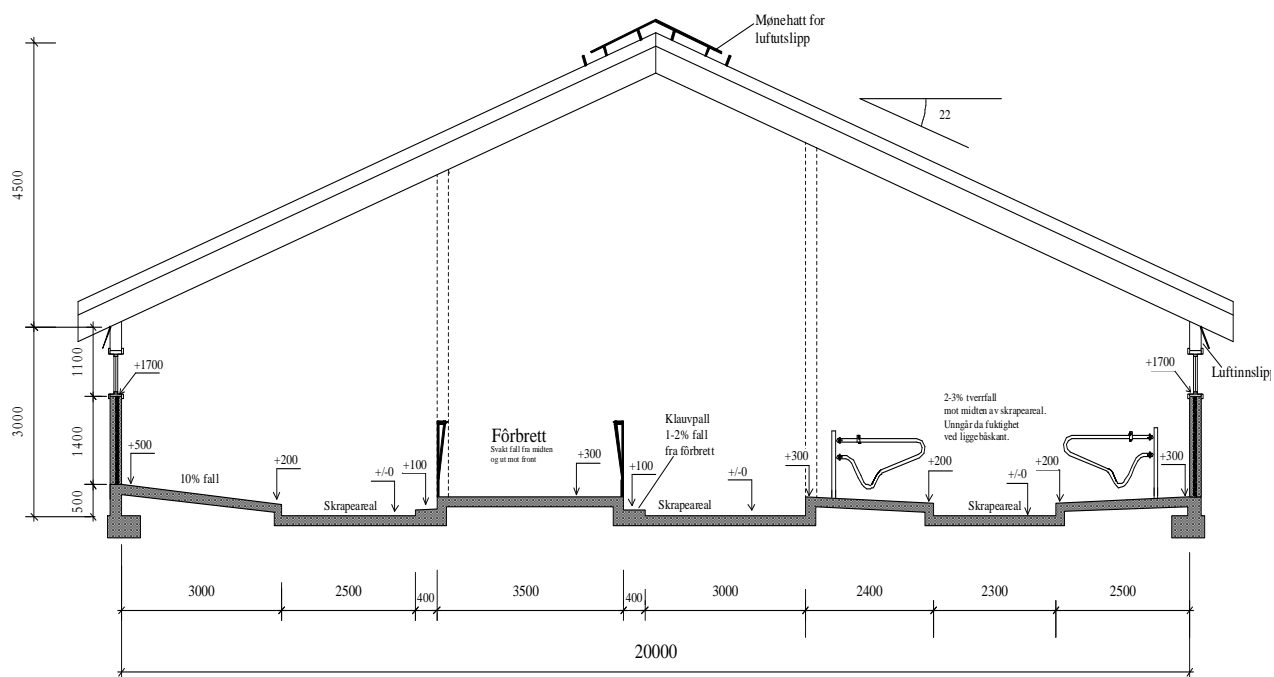 Mønehatt for
luftutslipp
22
4500
3000
1100
1400
500
+1700
+1700
Luftinnslipp
2-3% tverrfall
mot midten av skrapeareal.
Unngår da fuktighet
ved liggebåskant.
Klauvpall
1-2% fall
fra fôrbrett
Fôrbrett
Svakt fall fra midten
og ut mot front
+500
10% fall
+200
+/-0
+100
+300
+100
+/-0
+300
+200
+/-0
+200
+300
Skrapeareal
Skrapeareal
Skrapeareal
3000
2500
400
3500
400
3000
2400
2300
2500
20000